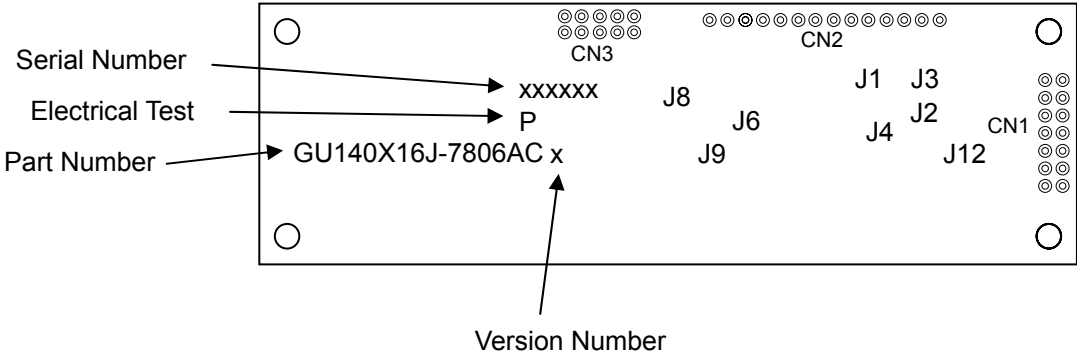 CN3
CN2
Serial Number
xxxxxx
J8
J1
J3
Electrical Test
P
J6
J4
J2
CN1
Part Number
GU140X16J-7806AC x
J9
J12
Version Number